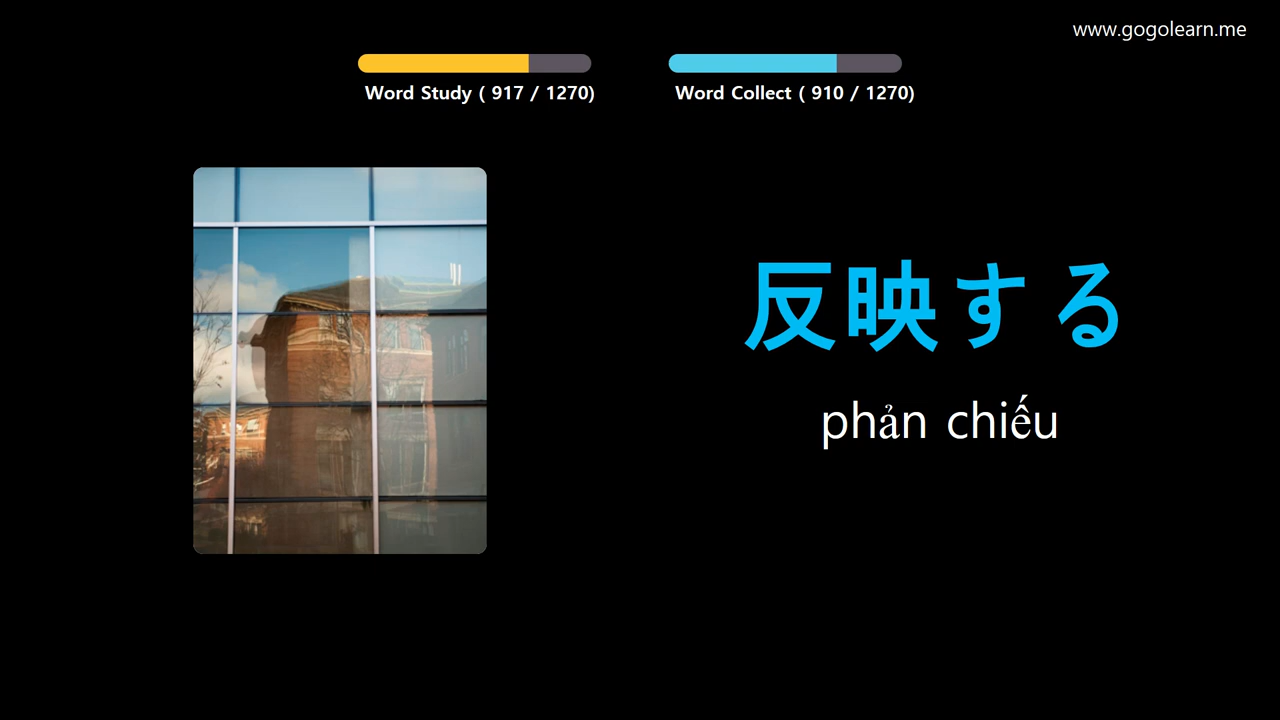 www.gogolearn.me
Word Study ( 917 / 1270)
Word Collect ( 910 / 1270)
反映する
phản chiếu